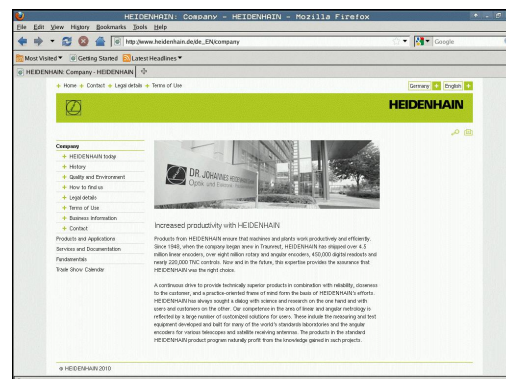 HEIDENHAIN: Company - HEIDENHAIN - Mozilla Firefox
File Edit View History Bookmarks Tools Help
http://www.heidenhain.de/de_EN/company
Google
Most Visited Getting Started Latest Headlines
HEIDENHAIN: Company - HEIDENHAIN
Home Contact Legal details Terms of Use
Germany English
HEIDENHAIN
Company
HEIDENHAIN today
History
Quality and Environment
How to find us
Legal details
Terms of Use
Business Information
Contact
Products and Applications
Services and Documentation
Fundamentals
Trade Show Calendar
DR. JOHANNES HEIDENHAIN
Optik und Elektronik
Increased productivity with HEIDENHAIN
Products from HEIDENHAIN ensure that machines and plants work productively and efficiently.
Since 1948, when the company began anew in Traunreut, HEIDENHAIN has shipped over 4.5
million linear encoders, over eight million rotary and angular encoders, 450,000 digital readouts and
nearly 220,000 TNC controls. Now and in the future, this expertise provides the assurance that
HEIDENHAIN was the right choice.
A continuous drive to provide technically superior products in combination with reliability, closeness
to the customer, and a practice-oriented frame of mind form the basis of HEIDENHAIN's efforts.
HEIDENHAIN has always sought a dialog with science and research on the one hand and with
users and customers on the other. Our competence in the area of linear and angular metrology is
reflected by a large number of customized solutions for users. These include the measuring and test
equipment developed and built for many of the world's standards laboratories and the angular
encoders for various telescopes and satellite receiving antennas. The products in the standard
HEIDENHAIN product program naturally profit from the knowledge gained in such projects.
© HEIDENHAIN 2010